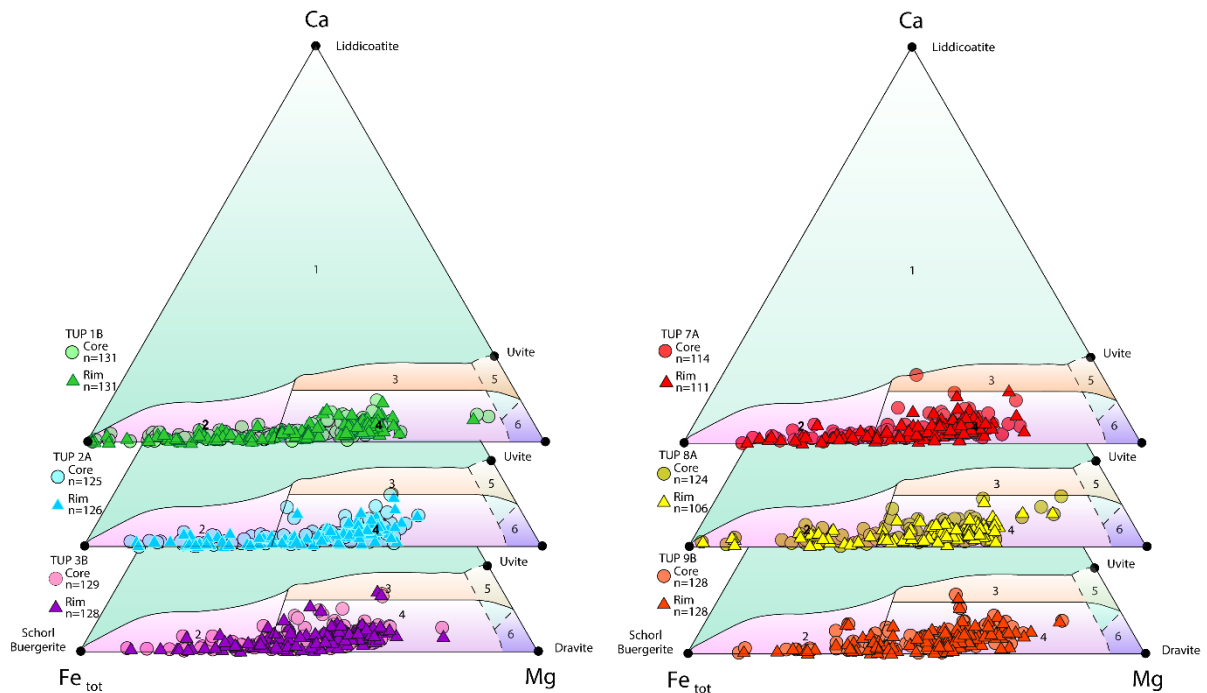 Ca
Liddicoatite
1
TUP 1B
Core
n=131
Rim
n=131
Uvite
3
5
2
4
6
TUP 2A
Core
n=125
Rim
n=126
Uvite
3
5
2
4
6
TUP 3B
Core
n=129
Rim
n=128
Uvite
3
5
4
2
6
Schorl
Buergerite
Dravite
Fe tot
Mg
Ca
Liddicoatite
1
TUP 7A
Core
n=114
Rim
n=111
Uvite
3
5
2
4
6
TUP 8A
Core
n=124
Rim
n=106
Uvite
3
5
2
4
6
TUP 9B
Core
n=128
Rim
n=128
Uvite
3
5
2
4
6
Schorl
Buergerite
Dravite
Fe tot
Mg